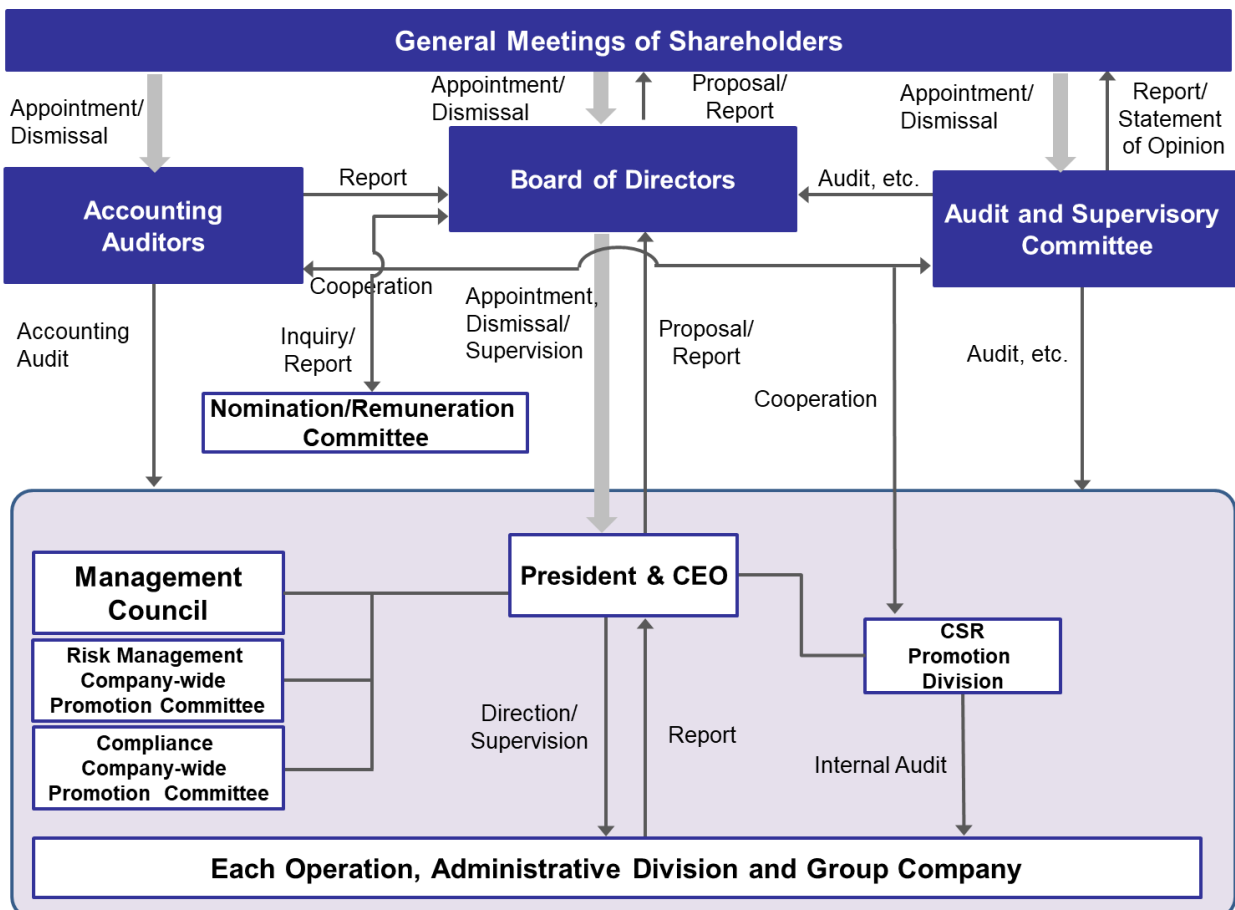 General Meetings of Shareholders
Appointment/
Dismissal
Appointment/
Dismissal
Proposal/
Report
Appointment/
Dismissal
Report/
Statement
of Opinion
Accounting
Auditors
Report
Board of Directors
Audit, etc.
Audit and Supervisory
Committee
Cooperation
Accounting
Audit
Inquiry/
Report
Appointment,
Dismissal/
Supervision
Proposal/
Report
Cooperation
Audit, etc.
Nomination/Remuneration
Committee
Management
Council
President & CEO
Risk Management
Company-wide
Promotion Committee
CSR
Promotion
Division
Compliance
Company-wide
Promotion Committee
Direction/
Supervision
Report
Internal Audit
Each Operation, Administrative Division and Group Company